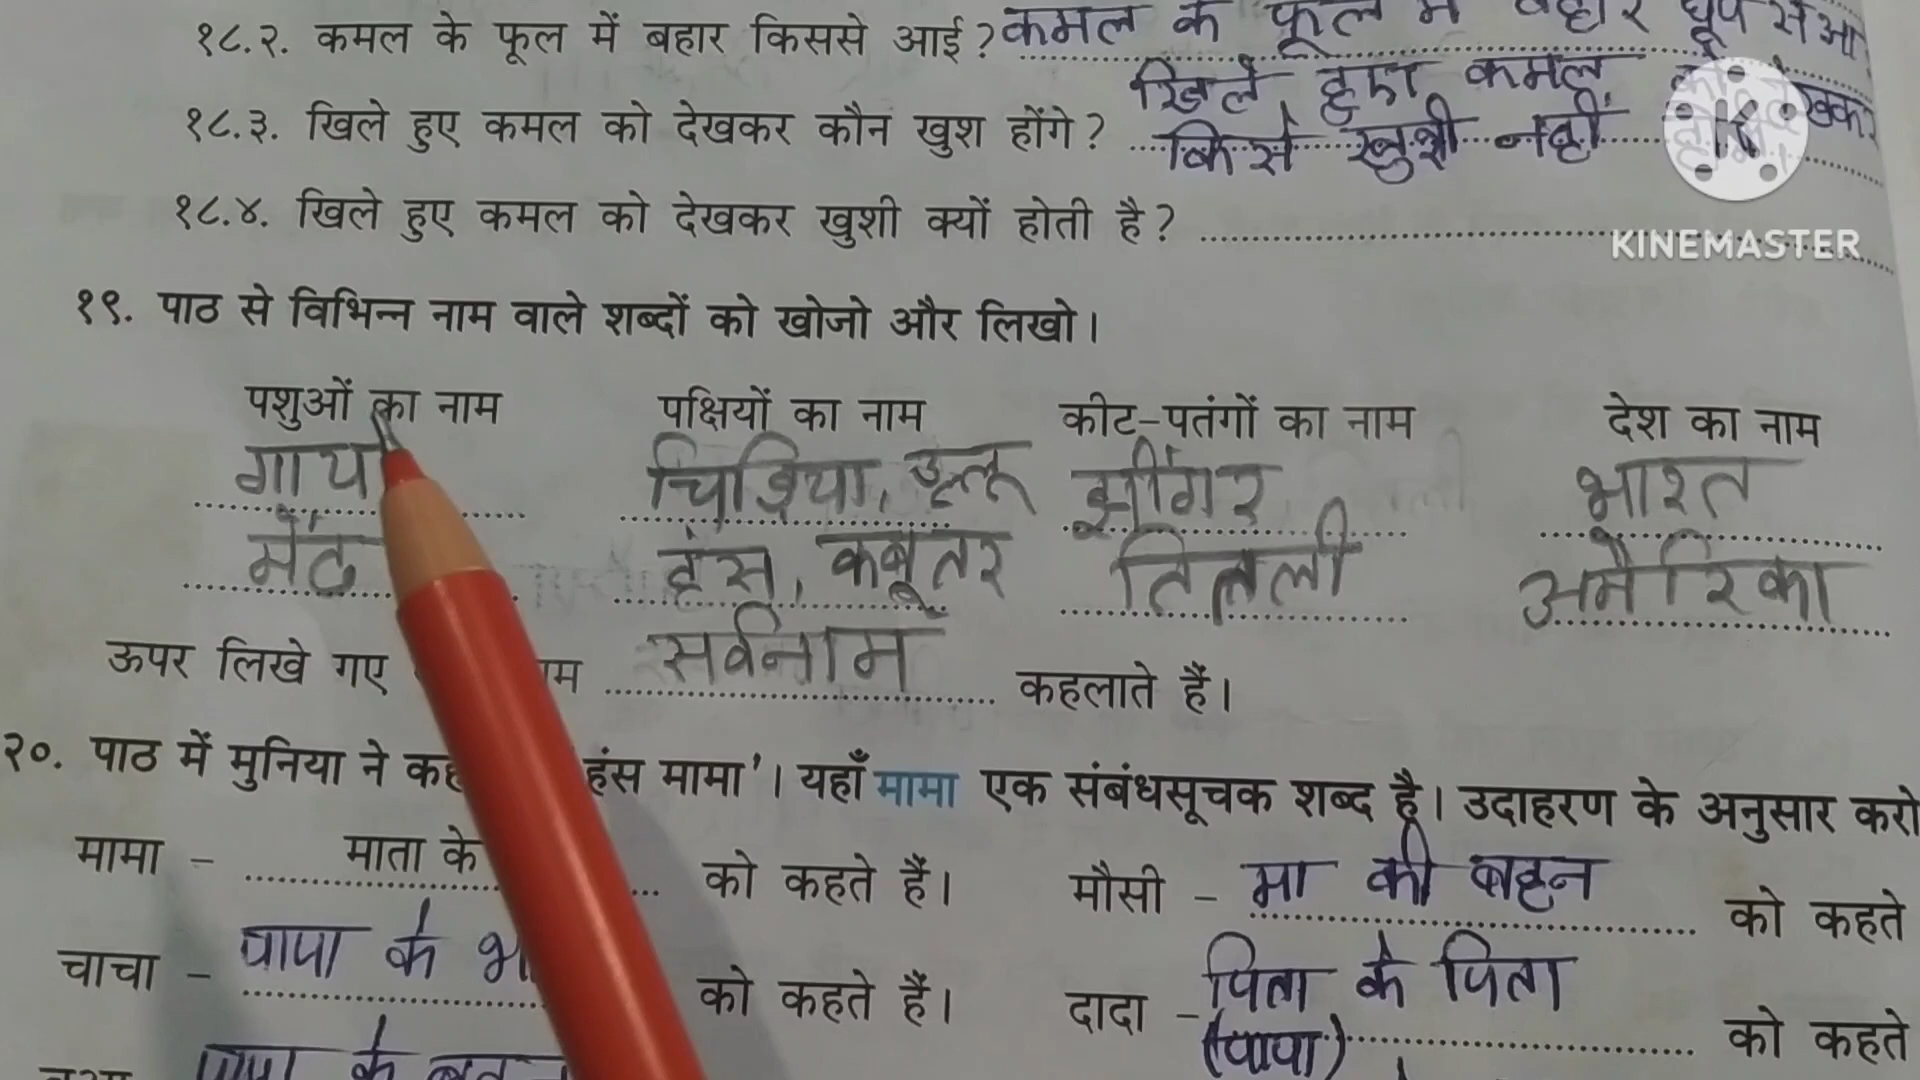 १८.२. कमल के फूल में बहार किससे आई? कमल के फूल में बहार धूप से आ
खिले हुए कमल
१८.३. खिले हुए कमल को देखकर कौन खुश होंगे? किसे खुशी नहीं
१८.४. खिले हुए कमल को देखकर खुशी क्यों होती है?
KINEMASTER
१९. पाठ से विभिन्न नाम वाले शब्दों को खोजो और लिखो।
पशुओं का नाम पक्षियों का नाम कीट-पतंगों का नाम देश का नाम
गाय चिड़िया, उल्लू झींगर भारत
हंस, कबूतर तितली अमेरिका
ऊपर लिखे गए सर्वनाम कहलाते हैं।
२०. पाठ में मुनिया ने कह हंस मामा'। यहाँ मामा एक संबंधसूचक शब्द है। उदाहरण के अनुसार करो
मामा - माता के को कहते हैं। मौसी - मा की बहन को कहते
चाचा - पापा के भा को कहते हैं। दादा - पिता के पिता को कहते
(पापा)
पापा के